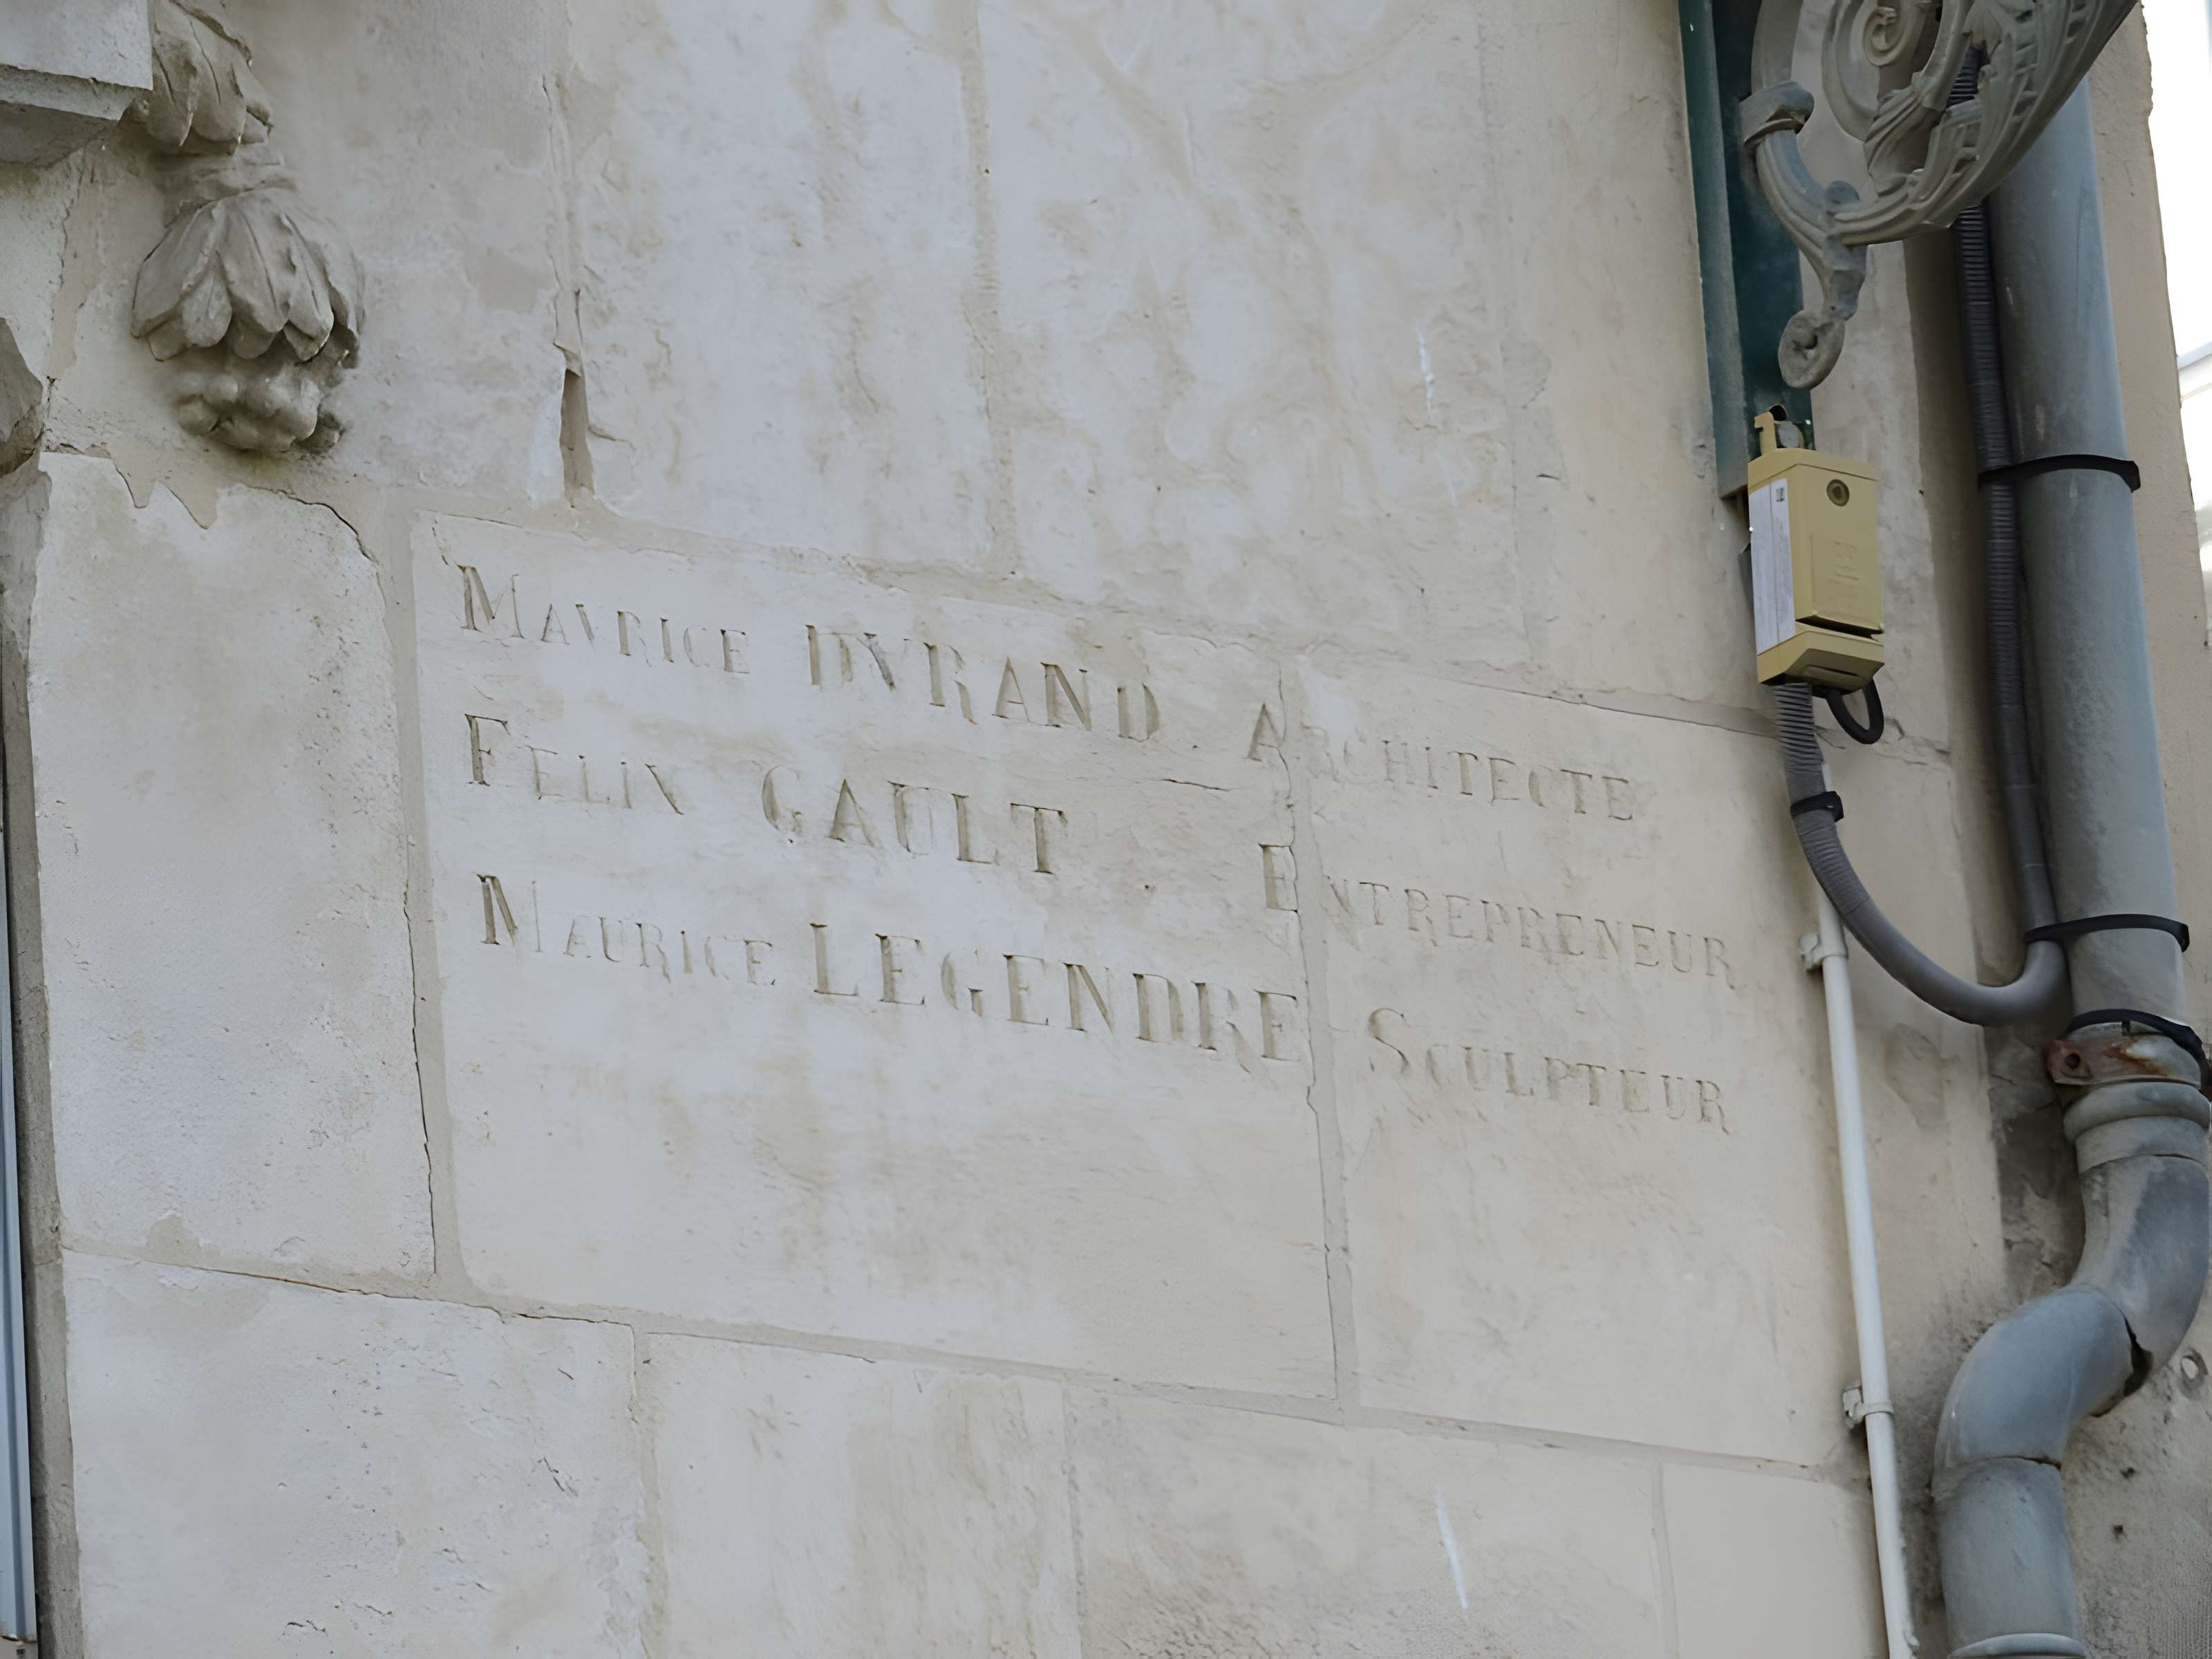 MAVRICE DVRAND ARCHITECTE
FELIX GAULT ENTREPRENEUR
MAURICE LEGENDRE SCULPTEUR